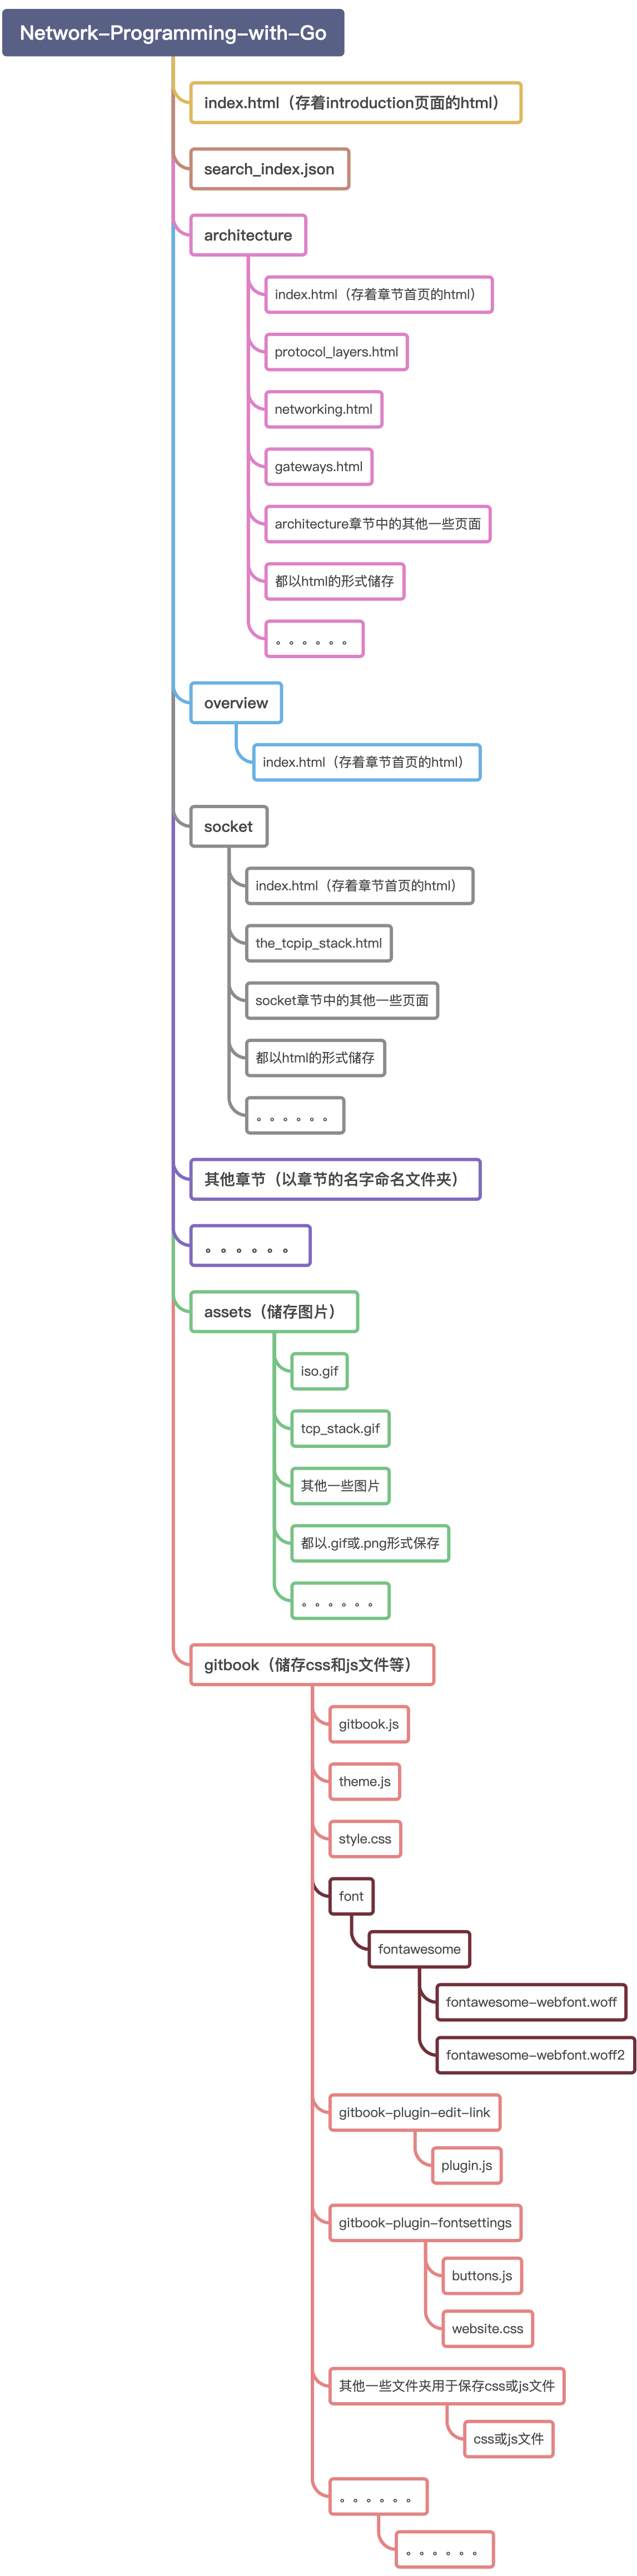 Network-Programming-with-Go
index.html（存着introduction页面的html）
search_index.json
architecture
index.html（存着章节首页的html）
protocol_layers.html
networking.html
gateways.html
architecture章节中的其他一些页面
都以html的形式储存
。。。。。。
overview
index.html（存着章节首页的html）
socket
index.html（存着章节首页的html）
the_tcpip_stack.html
socket章节中的其他一些页面
都以html的形式储存
。。。。。。
其他章节（以章节的名字命名文件夹）
。。。。。。
assets（储存图片）
iso.gif
tcp_stack.gif
其他一些图片
都以.gif或.png形式保存
。。。。。。
gitbook（储存css和js文件等）
gitbook.js
theme.js
style.css
font
fontawesome
fontawesome-webfont.woff
fontawesome-webfont.woff2
gitbook-plugin-edit-link
plugin.js
gitbook-plugin-fontsettings
buttons.js
website.css
其他一些文件夹用于保存css或js文件
css或js文件
。。。。。。
。。。。。。